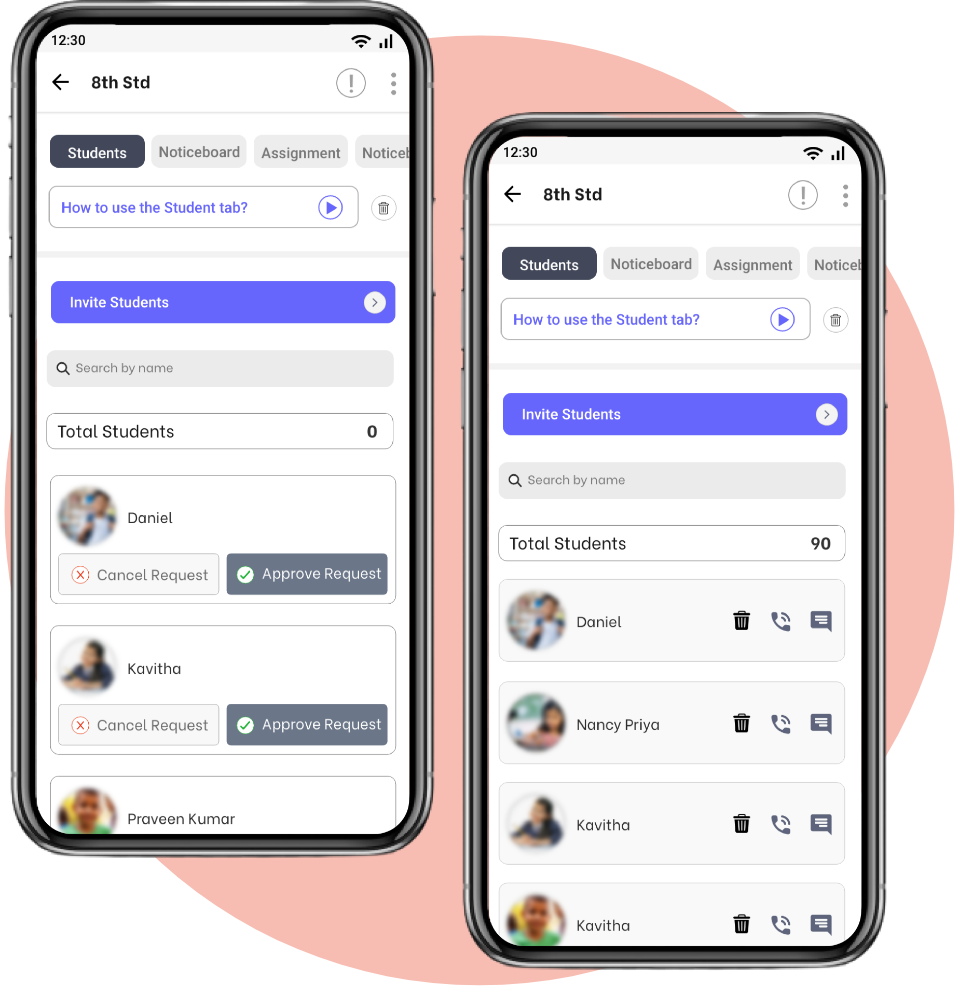 12:30
8th Std
Students Noticeboard Assignment Noticeb
How to use the Student tab?
Invite Students
Search by name
Total Students 0
Daniel
Cancel Request Approve Request
Kavitha
Cancel Request Approve Request
Praveen Kumar
12:30
8th Std
Students Noticeboard Assignment Noticeb
How to use the Student tab?
Invite Students
Search by name
Total Students 90
Daniel
Nancy Priya
Kavitha
Kavitha